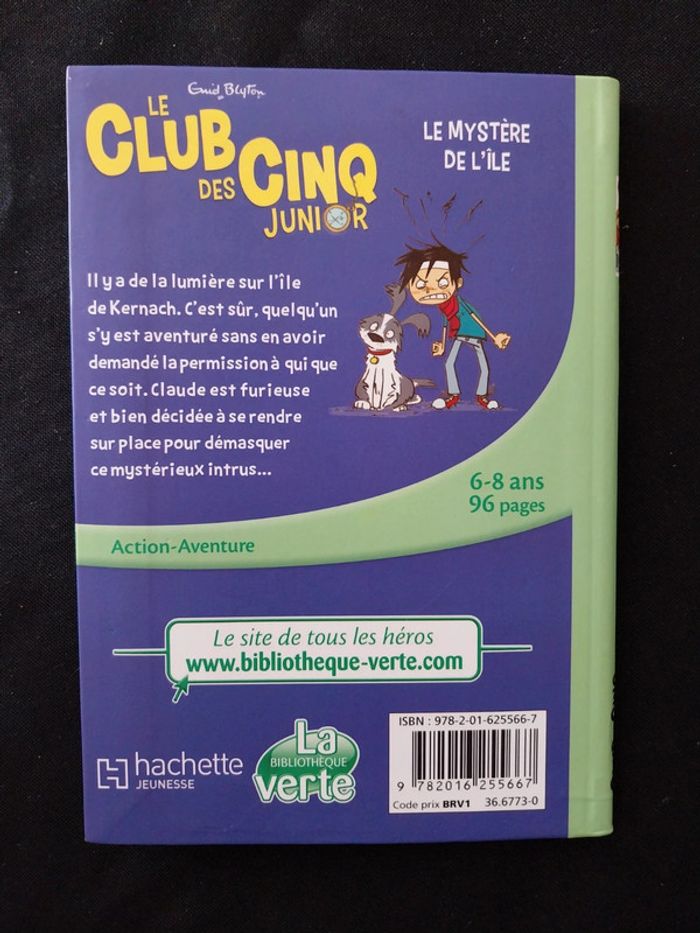 Enid Blyton
LE
CLUB
DES CINQ
JUNIOR
LE MYSTÈRE
DE L'ÎLE
Il y a de la lumière sur l'île
de Kernach. C'est sûr, quelqu'un
s'y est aventuré sans en avoir
demandé la permission à qui que
ce soit. Claude est furieuse
et bien décidée à se rendre
sur place pour démasquer
ce mystérieux intrus...
6-8 ans
96 pages
Action-Aventure
Le site de tous les héros
www.bibliotheque-verte.com
hachette
JEUNESSE
La
BIBLIOTHÈQUE
verte
ISBN : 978-2-01-625566-7
9 782016 255667
Code prix BRV1 36.6773-0